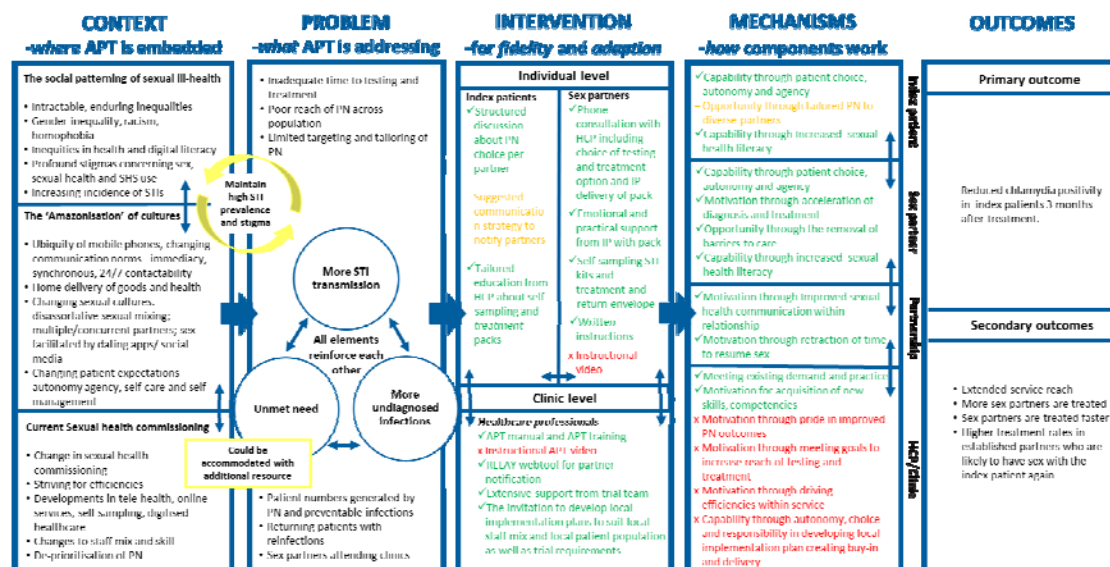 CONTEXT
-where APT is embedded
The social patterning of sexual ill-health
• Intractable, enduring inequalities
• Gender inequality, racism,
homophobia
• Inequities in health and digital literacy
• Profound stigmas concerning sex,
sexual health and SHS use
• Increasing incidence of STIs
The 'Amazonisation' of cultures
• Ubiquity of mobile phones, changing
communication norms immediacy,
synchronous, 24/7 contactability
• Home delivery of goods and health
• Changing sexual cultures.
disassortative sexual mixing;
multiple/concurrent partners; sex
facilitated by dating apps/ social
media
• Changing patient expectations
autonomy agency, self care and self
management
Current Sexual health commissioning
• Change in sexual health
commissioning
• Striving for efficiencies
• Developments in tele health, online
services, self sampling, digitised
healthcare
• Changes to staff mix and skill
• De-prioritisation of PN
PROBLEM
-what APT is addressing
• Inadequate time to testing and
treatment
• Poor reach of PN across
population
• Limited targeting and tailoring of
PN
Maintain
high STI
prevalence
and stigma
More STI
transmission
All elements
reinforce each
other
Unmet need
More
undiagnosed
infections
Could be
accommodated with
additional resource
• Patient numbers generated by
PN and preventable infections
• Returning patients with
reinfections
• Sex partners attending clinics
INTERVENTION
-for fidelity and adaption
Individual level
Index patients
✓Structured
discussion
about PN
choice per
partner
Suggested
communicatio
n strategy to
notify partners
✓Tailored
education from
HCP about self
sampling and
treatment
packs
Sex partners
✓Phone
consultation with
HCP including
choice of testing
and treatment
option and IP
delivery of pack
✓Emotional and
practical support
from IP with pack
✓Self sampling STI
kits and
treatment and
return envelope
✓Written
instructions
x Instructional
video
Clinic level
Healthcare professionals
✓APT manual and APT training
x Instructional APT video
✓RELAY webtool for partner
notification
✓Extensive support from trial team
✓The invitation to develop local
implementation plans to suit local
staff mix and local patient population
as well as trial requirements
MECHANISMS
-how components work
✓Capability through patient choice,
autonomy and agency
–Opportunity through tailored PN to
diverse partners
✓Capability through increased sexual
health literacy
Index patient
✓Capability through patient choice,
autonomy and agency
✓Motivation through acceleration of
diagnosis and treatment
✓Opportunity through the removal of
barriers to care
✓Capability through increased sexual
health literacy
Sex partner
✓Motivation through improved sexual
health communication within
relationship
✓Motivation through retraction of time
to resume sex
Partnership
✓Meeting existing demand and practice
✓Motivation for acquisition of new
skills, competencies
x Motivation through pride in improved
PN outcomes
x Motivation through meeting goals to
increase reach of testing and
treatment
x Motivation through driving
efficiencies within service
x Capability through autonomy, choice
and responsibility in developing local
implementation plan creating buy-in
and delivery
HCP/Clinic
OUTCOMES
Primary outcome
Reduced chlamydia positivity
in index patients 3 months
after treatment.
Secondary outcomes
• Extended service reach
• More sex partners are treated
• Sex partners are treated faster
• Higher treatment rates in
established partners who are
likely to have sex with the
index patient again